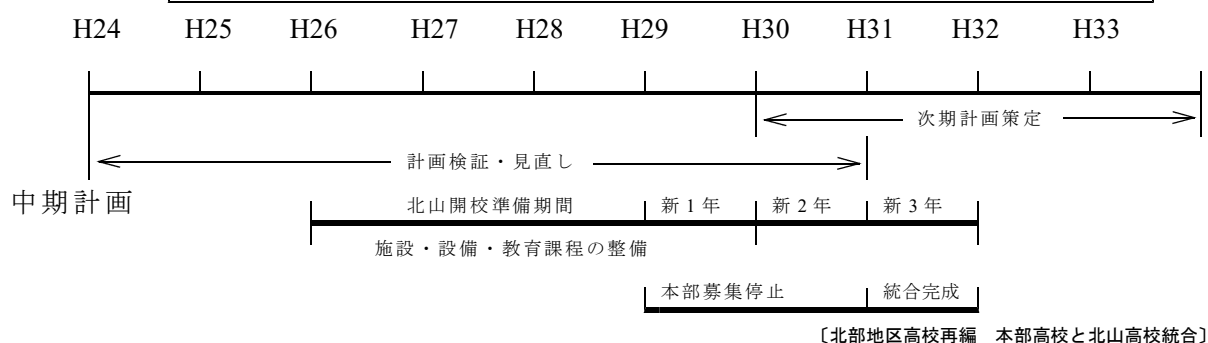 H24 H25 H26 H27 H28 H29 H30 H31 H32 H33
次期計画策定
計画検証・見直し
中期計画 北山開校準備期間 新1年 新2年 新3年
施設・設備・教育課程の整備
本部募集停止 統合完成
〔北部地区高校再編 本部高校と北山高校統合〕